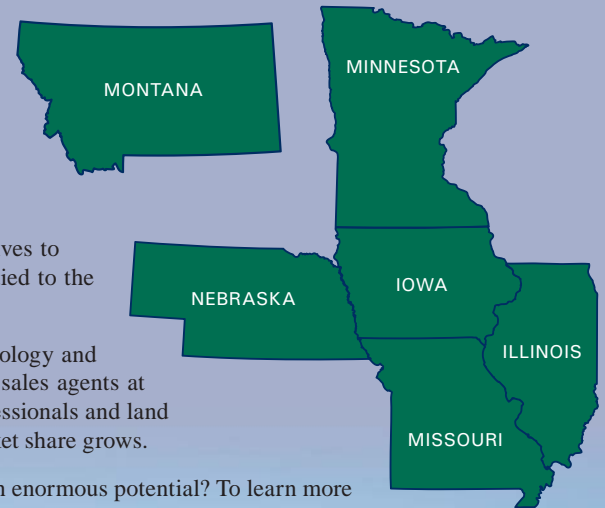 MONTANA
MINNESOTA
ves to
ied to the
NEBRASKA
IOWA
ology and
ILLINOIS
sales agents at
essionals and land
ket share grows.
MISSOURI
n enormous potential? To learn more